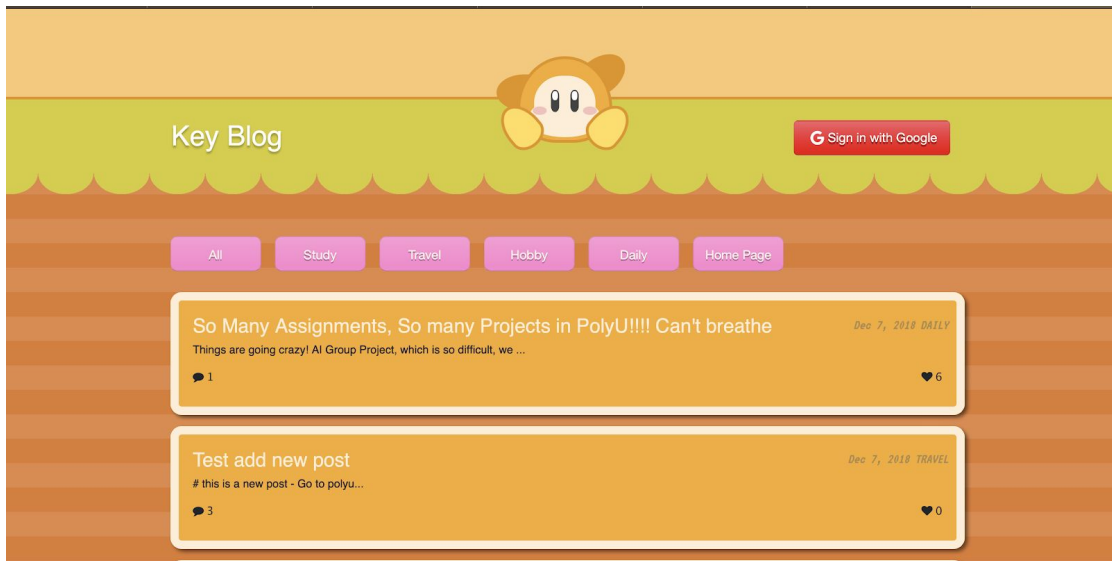 Key Blog
G Sign in with Google
All Study Travel Hobby Daily Home Page
So Many Assignments, So many Projects in PolyU!!!! Can't breathe Dec 7, 2018 DAILY
Things are going crazy! AI Group Project, which is so difficult, we ...
1 6
Test add new post Dec 7, 2018 TRAVEL
# this is a new post - Go to polyu...
3 0